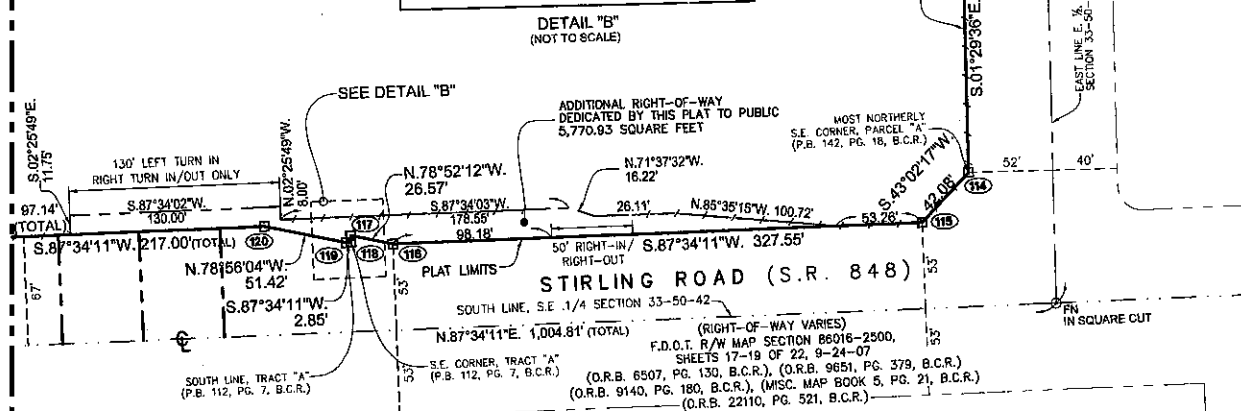 DETAIL "B"
(NOT TO SCALE)
S.01°29'36"E.
EAST LINE E. ½,
SECTION 33-50-
SEE DETAIL "B"
ADDITIONAL RIGHT-OF-WAY
DEDICATED BY THIS PLAT TO PUBLIC
5,770.93 SQUARE FEET
MOST NORTHERLY
S.E. CORNER, PARCEL "A"
(P.B. 142, PG. 18, B.C.R.)
S.02°25'49"E.
11.75'
130' LEFT TURN IN
RIGHT TURN IN/OUT ONLY
N.02°25'49"W.
8.00'
N.78°52'12"W.
26.57'
N.71°37'32"W.
16.22'
S.43°02'17"W.
42.08'
52'
40'
114
97.14'
(TOTAL)
S.87°34'02"W.
130.00'
S.87°34'03"W.
178.55'
26.11'
N.85°35'15"W. 100.72'
53.26'
115
117
120
98.18'
S.87°34'11"W. 217.00'(TOTAL)
119
118
116
50' RIGHT-IN/
RIGHT-OUT
S.87°34'11"W. 327.55'
N.78°56'04"W.
51.42'
PLAT LIMITS
STIRLING ROAD (S.R. 848)
67'
53'
53'
S.87°34'11"W.
2.85'
SOUTH LINE, S.E .1/4 SECTION 33-50-42
FN
IN SQUARE CUT
N.87°34'11"E. 1,004.81' (TOTAL)
(RIGHT-OF-WAY VARIES)
F.D.O.T. R/W MAP SECTION 86016-2500,
SHEETS 17-19 OF 22, 9-24-07
(O.R.B. 6507, PG. 130, B.C.R.), (O.R.B. 9651, PG. 379, B.C.R.)
(O.R.B. 9140, PG. 180, B.C.R.), (MISC. MAP BOOK 5, PG. 21, B.C.R.)
(O.R.B. 22110, PG. 521, B.C.R.)
53'
53'
CL
S.E. CORNER, TRACT "A"
(P.B. 112, PG. 7, B.C.R.)
SOUTH LINE, TRACT "A"
(P.B. 112, PG. 7, B.C.R.)